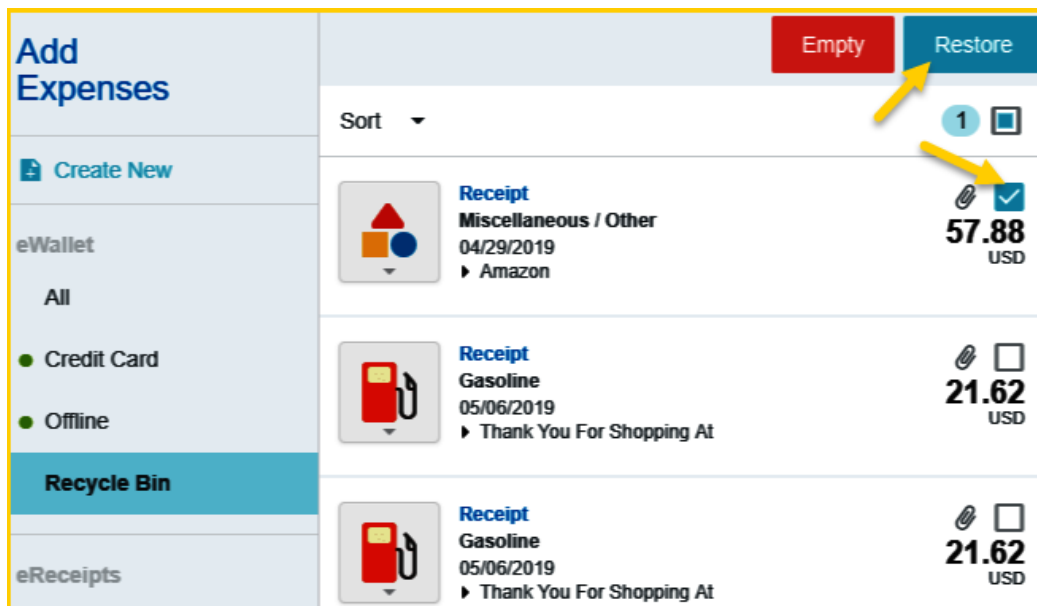 Add
Expenses
Create New
eWallet
All
Credit Card
Offline
Recycle Bin
eReceipts
Empty
Restore
Sort
1
Receipt
Miscellaneous / Other
04/29/2019
Amazon
57.88
USD
Receipt
Gasoline
05/06/2019
Thank You For Shopping At
21.62
USD
Receipt
Gasoline
05/06/2019
Thank You For Shopping At
21.62
USD